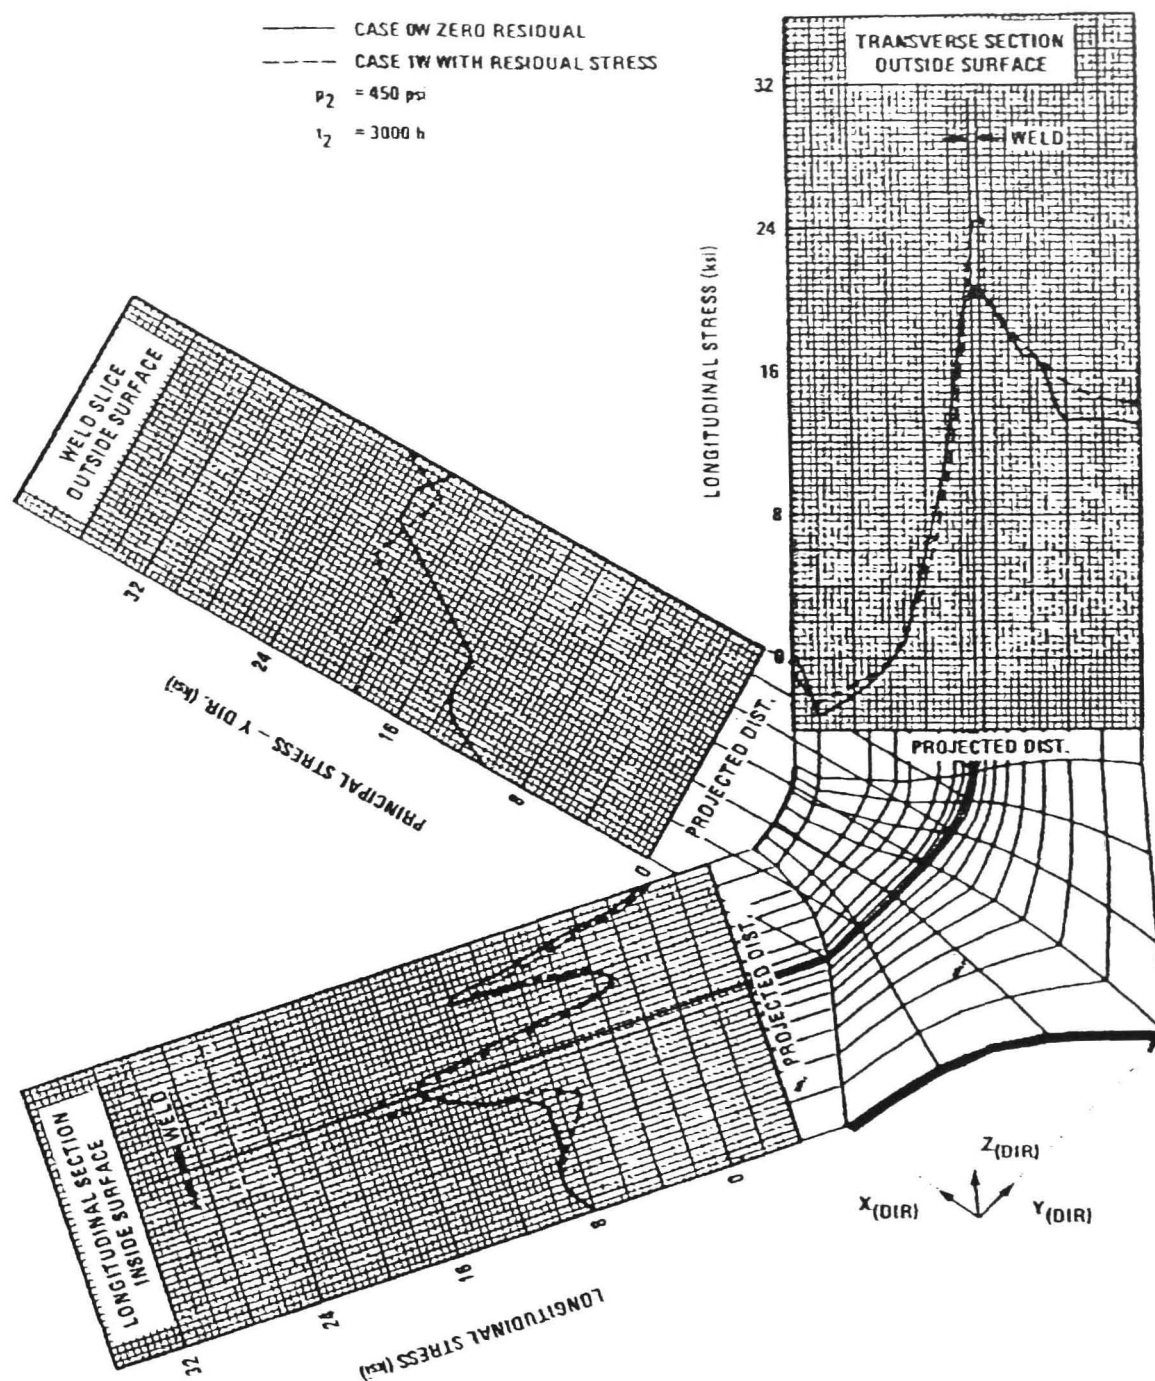 CASE 0W ZERO RESIDUAL
CASE 1W WITH RESIDUAL STRESS
P2 = 450 psi
t2 = 3000 h
TRANSVERSE SECTION
OUTSIDE SURFACE
WELD
LONGITUDINAL STRESS (ksi)
32
24
16
8
0
PROJECTED DIST.
WELD SLICE
OUTSIDE SURFACE
32
24
16
8
0
PRINCIPAL STRESS – Y DIR. (ksi)
PROJECTED DIST.
LONGITUDINAL SECTION
INSIDE SURFACE
WELD
32
24
16
8
0
LONGITUDINAL STRESS (ksi)
PROJECTED DIST.
Z(DIR)
X(DIR)
Y(DIR)